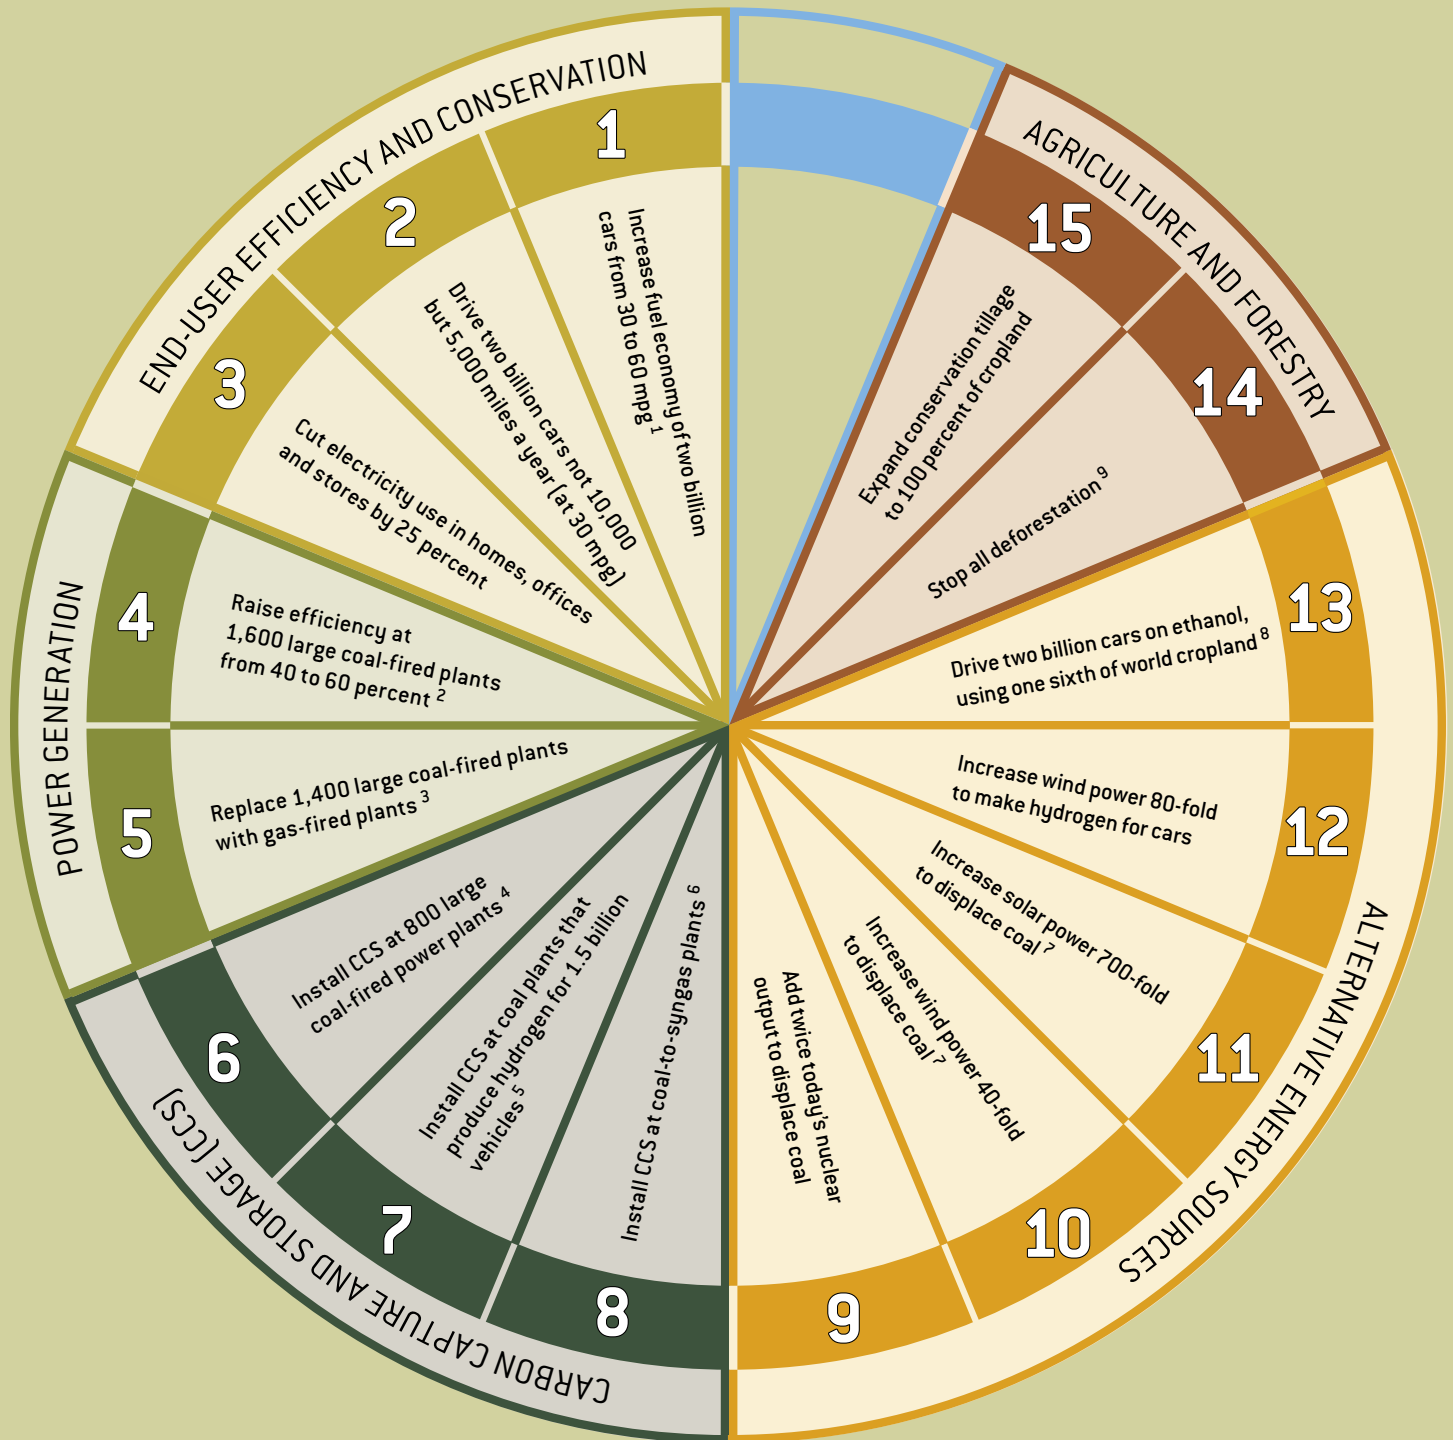 END-USER EFFICIENCY AND CONSERVATION
1
Increase fuel economy of two billion
cars from 30 to 60 mpg 1
2
Drive two billion cars not 10,000
but 5,000 miles a year (at 30 mpg)
3
Cut electricity use in homes, offices
and stores by 25 percent
POWER GENERATION
4
Raise efficiency at
1,600 large coal-fired plants
from 40 to 60 percent 2
5
Replace 1,400 large coal-fired plants
with gas-fired plants 3
CARBON CAPTURE AND STORAGE (CCS)
6
Install CCS at 800 large
coal-fired power plants 4
7
Install CCS at coal plants that
produce hydrogen for 1.5 billion
vehicles 5
8
Install CCS at coal-to-syngas plants 6
ALTERNATIVE ENERGY SOURCES
9
Add twice today's nuclear
output to displace coal
10
Increase wind power 40-fold
to displace coal 7
11
Increase solar power 700-fold
to displace coal 7
12
Increase wind power 80-fold
to make hydrogen for cars
13
Drive two billion cars on ethanol,
using one sixth of world cropland 8
AGRICULTURE AND FORESTRY
14
Stop all deforestation 9
15
Expand conservation tillage
to 100 percent of cropland